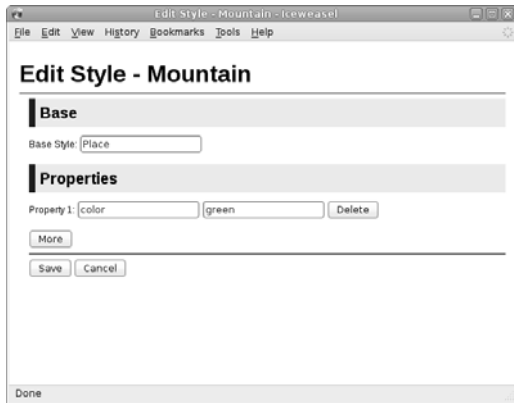 Edit Style - Mountain - Iceweasel
File Edit View History Bookmarks Tools Help
Edit Style - Mountain
Base
Base Style: Place
Properties
Property 1: color green Delete
More
Save Cancel
Done